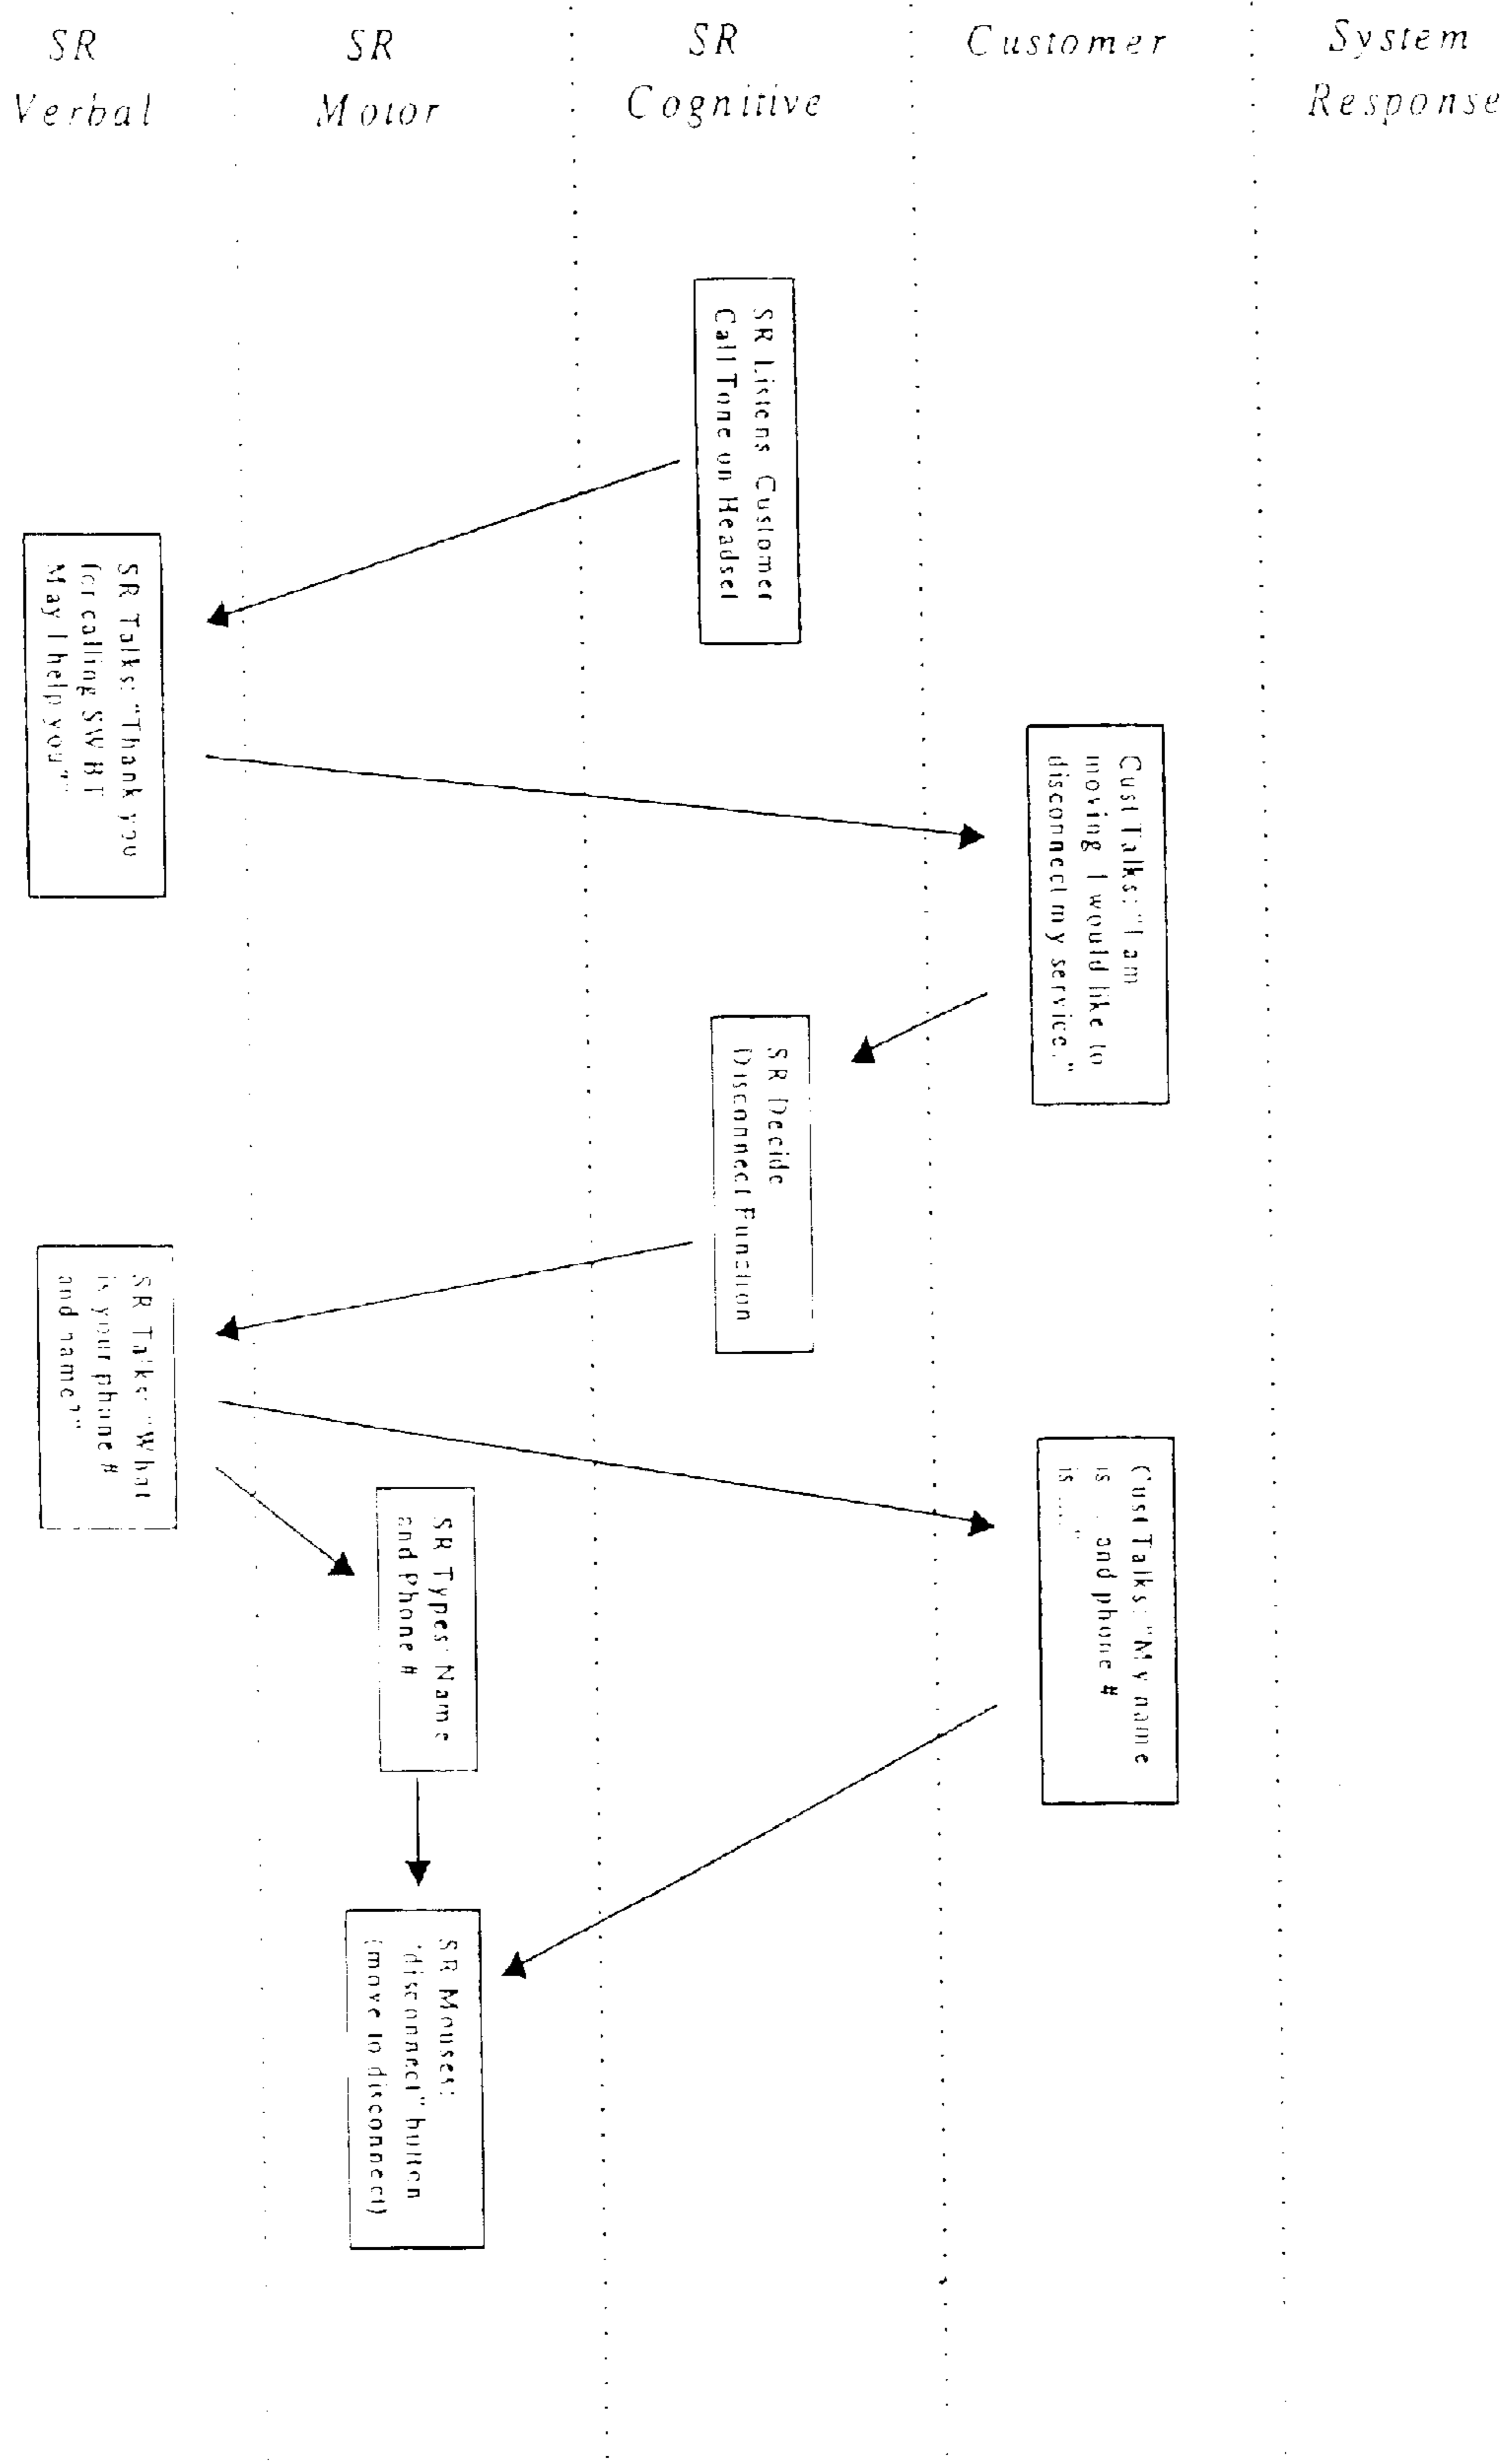 SR
Verbal
SR
Motor
SR
Cognitive
Customer
System
Response
SR Listens Customer
Call Tone on Headset
SR Talks: "Thank you
for calling SWBT
May I help you?"
Cust Talks: "I am
moving I would like to
disconnect my service."
SR Decide
Disconnect Function
SR Talks: "What
is your phone #
and name?"
Cust Talks: "My name
is ... and phone #
is ...."
SR Types: Name
and Phone #
SR Mouses:
"disconnect" button
(move to disconnect)